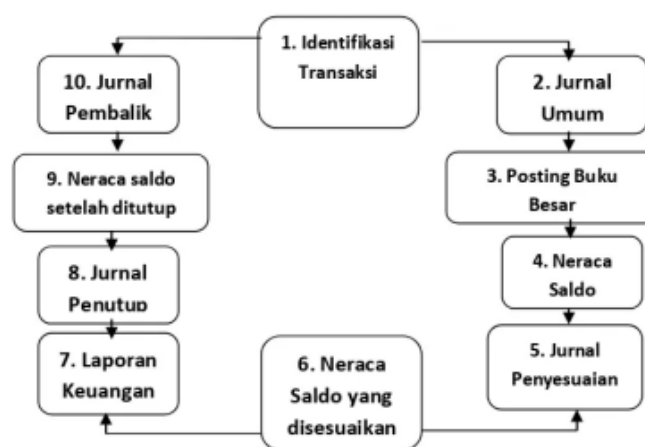 1. Identifikasi
Transaksi
2. Jurnal
Umum
3. Posting Buku
Besar
4. Neraca
Saldo
5. Jurnal
Penyesuaian
6. Neraca
Saldo yang
disesuaikan
7. Laporan
Keuangan
8. Jurnal
Penutup
9. Neraca saldo
setelah ditutup
10. Jurnal
Pembalik